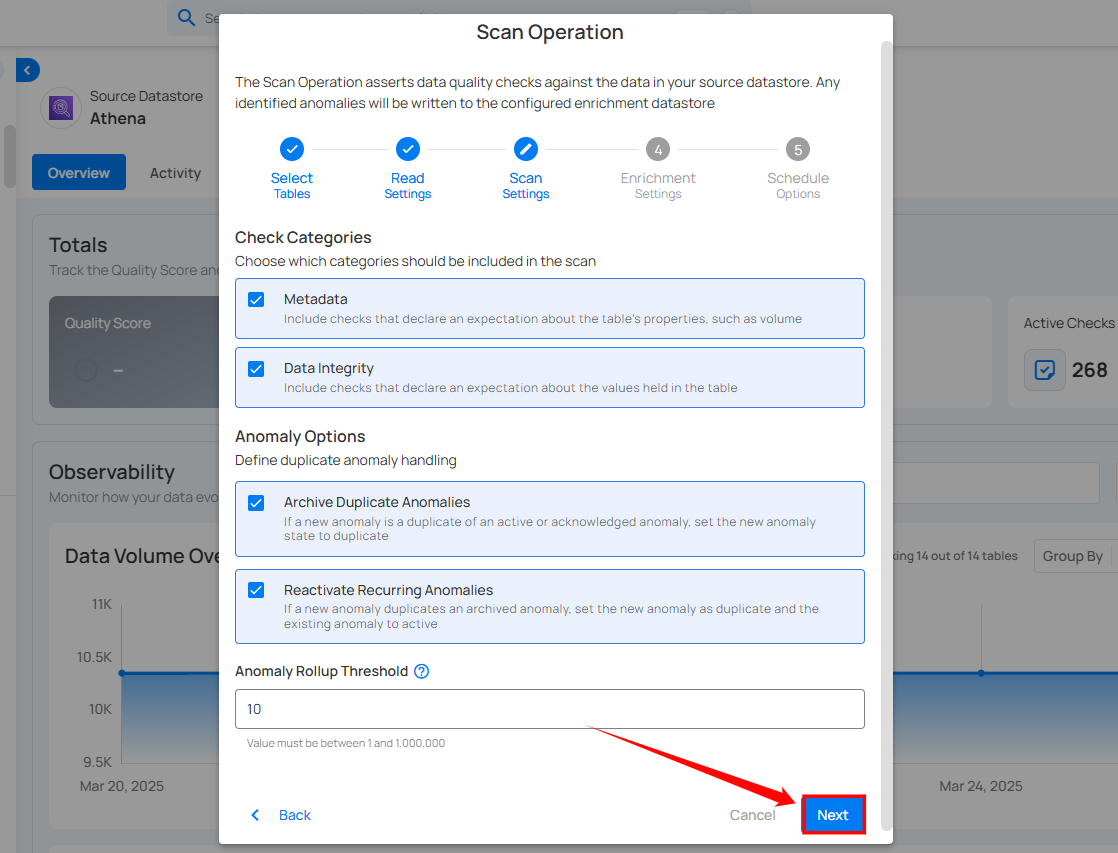 Scan Operation
The Scan Operation asserts data quality checks against the data in your source datastore. Any
identified anomalies will be written to the configured enrichment datastore
Select
Tables
Read
Settings
Scan
Settings
4
Enrichment
Settings
5
Schedule
Options
Check Categories
Choose which categories should be included in the scan
Metadata
Include checks that declare an expectation about the table's properties, such as volume
Data Integrity
Include checks that declare an expectation about the values held in the table
Anomaly Options
Define duplicate anomaly handling
Archive Duplicate Anomalies
If a new anomaly is a duplicate of an active or acknowledged anomaly, set the new anomaly
state to duplicate
Reactivate Recurring Anomalies
If a new anomaly duplicates an archived anomaly, set the new anomaly as duplicate and the
existing anomaly to active
Anomaly Rollup Threshold ?
10
Value must be between 1 and 1,000,000
Back
Cancel
Next
Source Datastore
Athena
Overview
Activity
Totals
Track the Quality Score
Quality Score
–
Active Checks
268
Observability
Monitor how your data
Data Volume
14 out of 14 tables
Group By
11K
10.5K
10K
9.5K
Mar 20, 2025
Mar 24, 2025